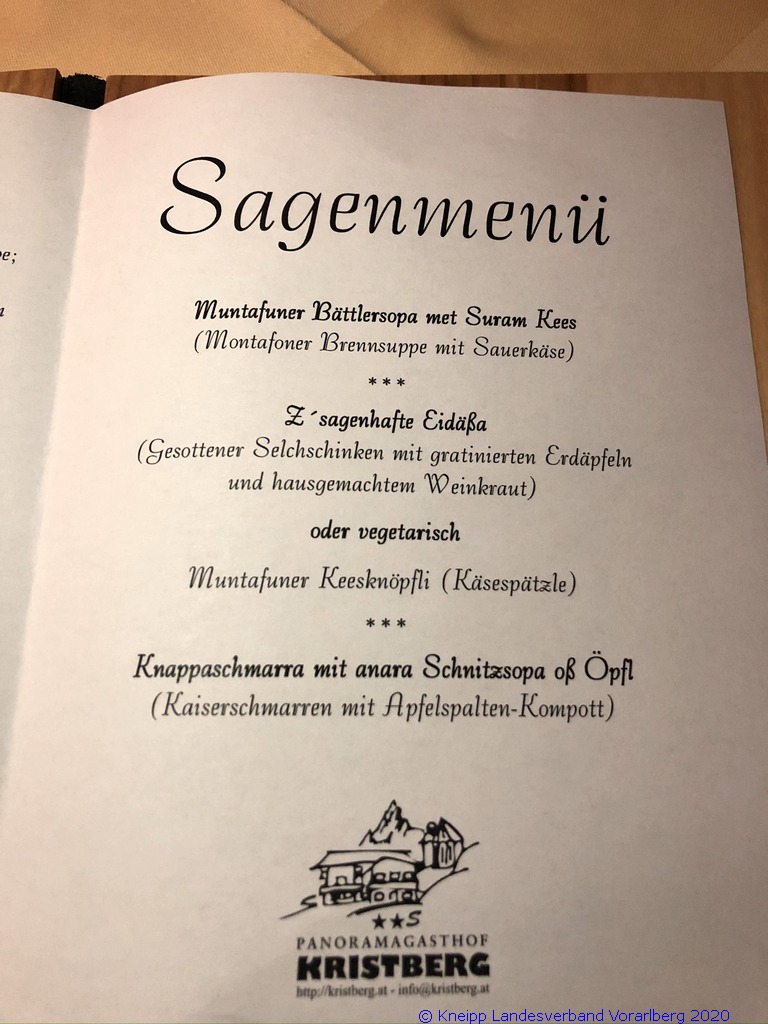 Sagenmenü
Muntafuner Bättlersopa met Suram Kees
(Montafoner Brennsuppe mit Sauerkäse)
***
Z´sagenhafte Eidäßa
(Gesottener Selchschinken mit gratinierten Erdäpfeln
und hausgemachtem Weinkraut)
oder vegetarisch
Muntafuner Keesknöpfli (Käsespätzle)
***
Knappaschmarra mit anara Schnitzsopa oß Öpfl
(Kaiserschmarren mit Apfelspalten-Kompott)
★★S
PANORAMAGASTHOF
KRISTBERG
http://kristberg.at - info@kristberg.at
© Kneipp Landesverband Vorarlberg 2020